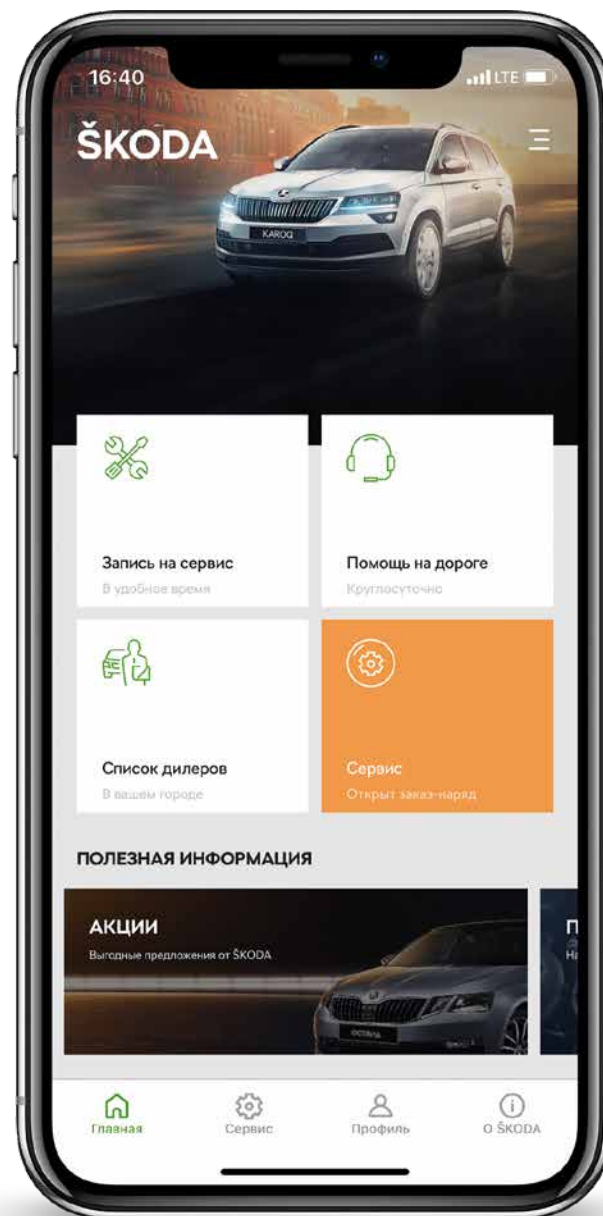 16:40
LTE
ŠKODA
KAROQ
Запись на сервис
В удобное время
Помощь на дороге
Круглосуточно
Список дилеров
В вашем городе
Сервис
Открыт заказ-наряд
ПОЛЕЗНАЯ ИНФОРМАЦИЯ
АКЦИИ
Выгодные предложения от ŠKODA
OCTAVIA
П
На
Главная
Сервис
Профиль
О ŠKODA